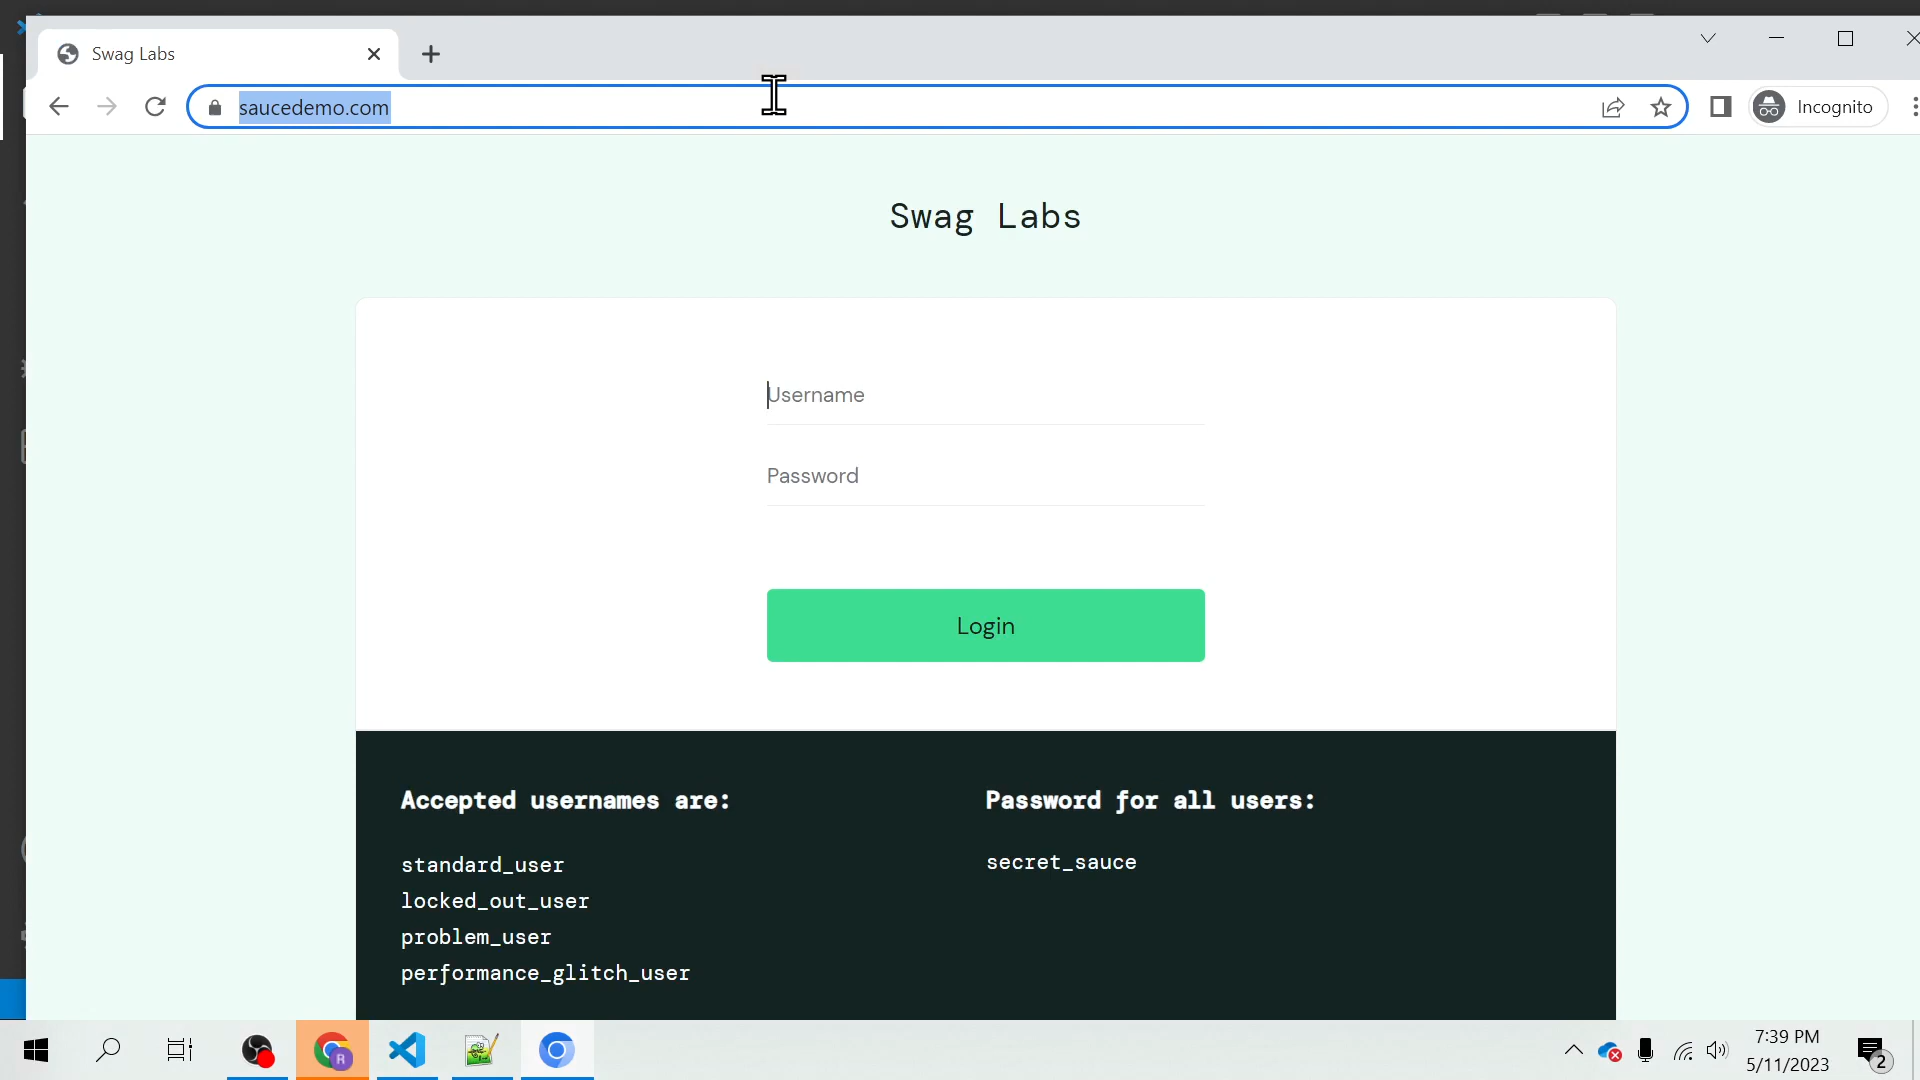 Swag Labs
saucedemo.com
Incognito
Swag Labs
Username
Password
Login
Accepted usernames are:
standard_user
locked_out_user
problem_user
performance_glitch_user
Password for all users:
secret_sauce
R
7:39 PM
5/11/2023
2